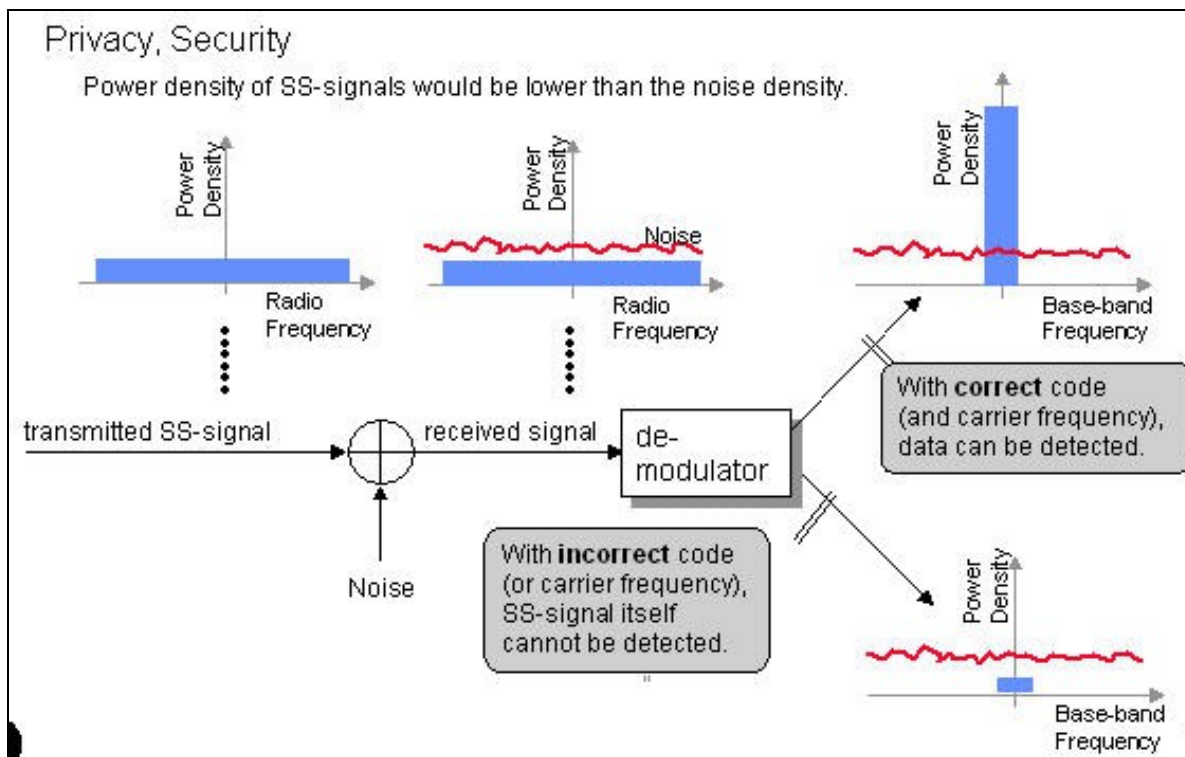 Privacy, Security
Power density of SS-signals would be lower than the noise density.
Power
Density
Radio
Frequency
Power
Density
Noise
Radio
Frequency
Power
Density
Base-band
Frequency
With correct code
(and carrier frequency),
data can be detected.
transmitted SS-signal
received signal
de-
modulator
Noise
With incorrect code
(or carrier frequency),
SS-signal itself
cannot be detected.
Power
Density
Base-band
Frequency